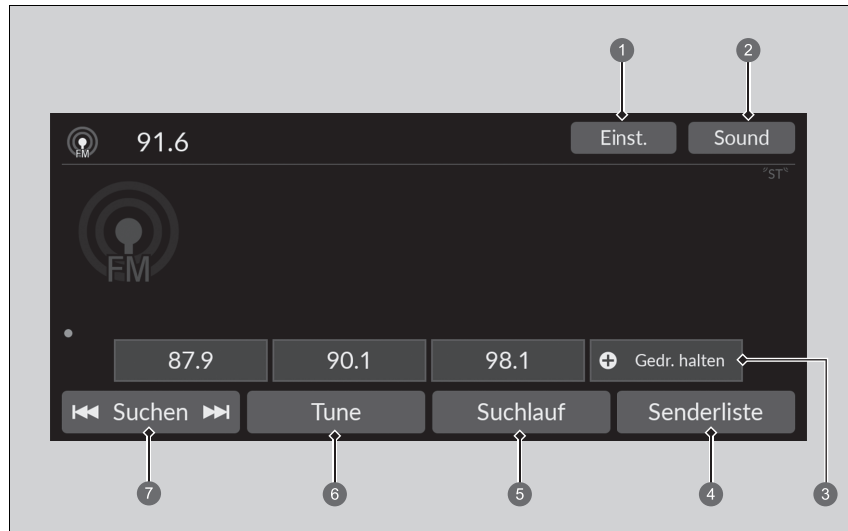 1 2
FM 91.6 Einst. Sound
"ST"
FM
87.9 90.1 98.1 Gedr. halten
Suchen Tune Suchlauf Senderliste
7 6 5 4 3